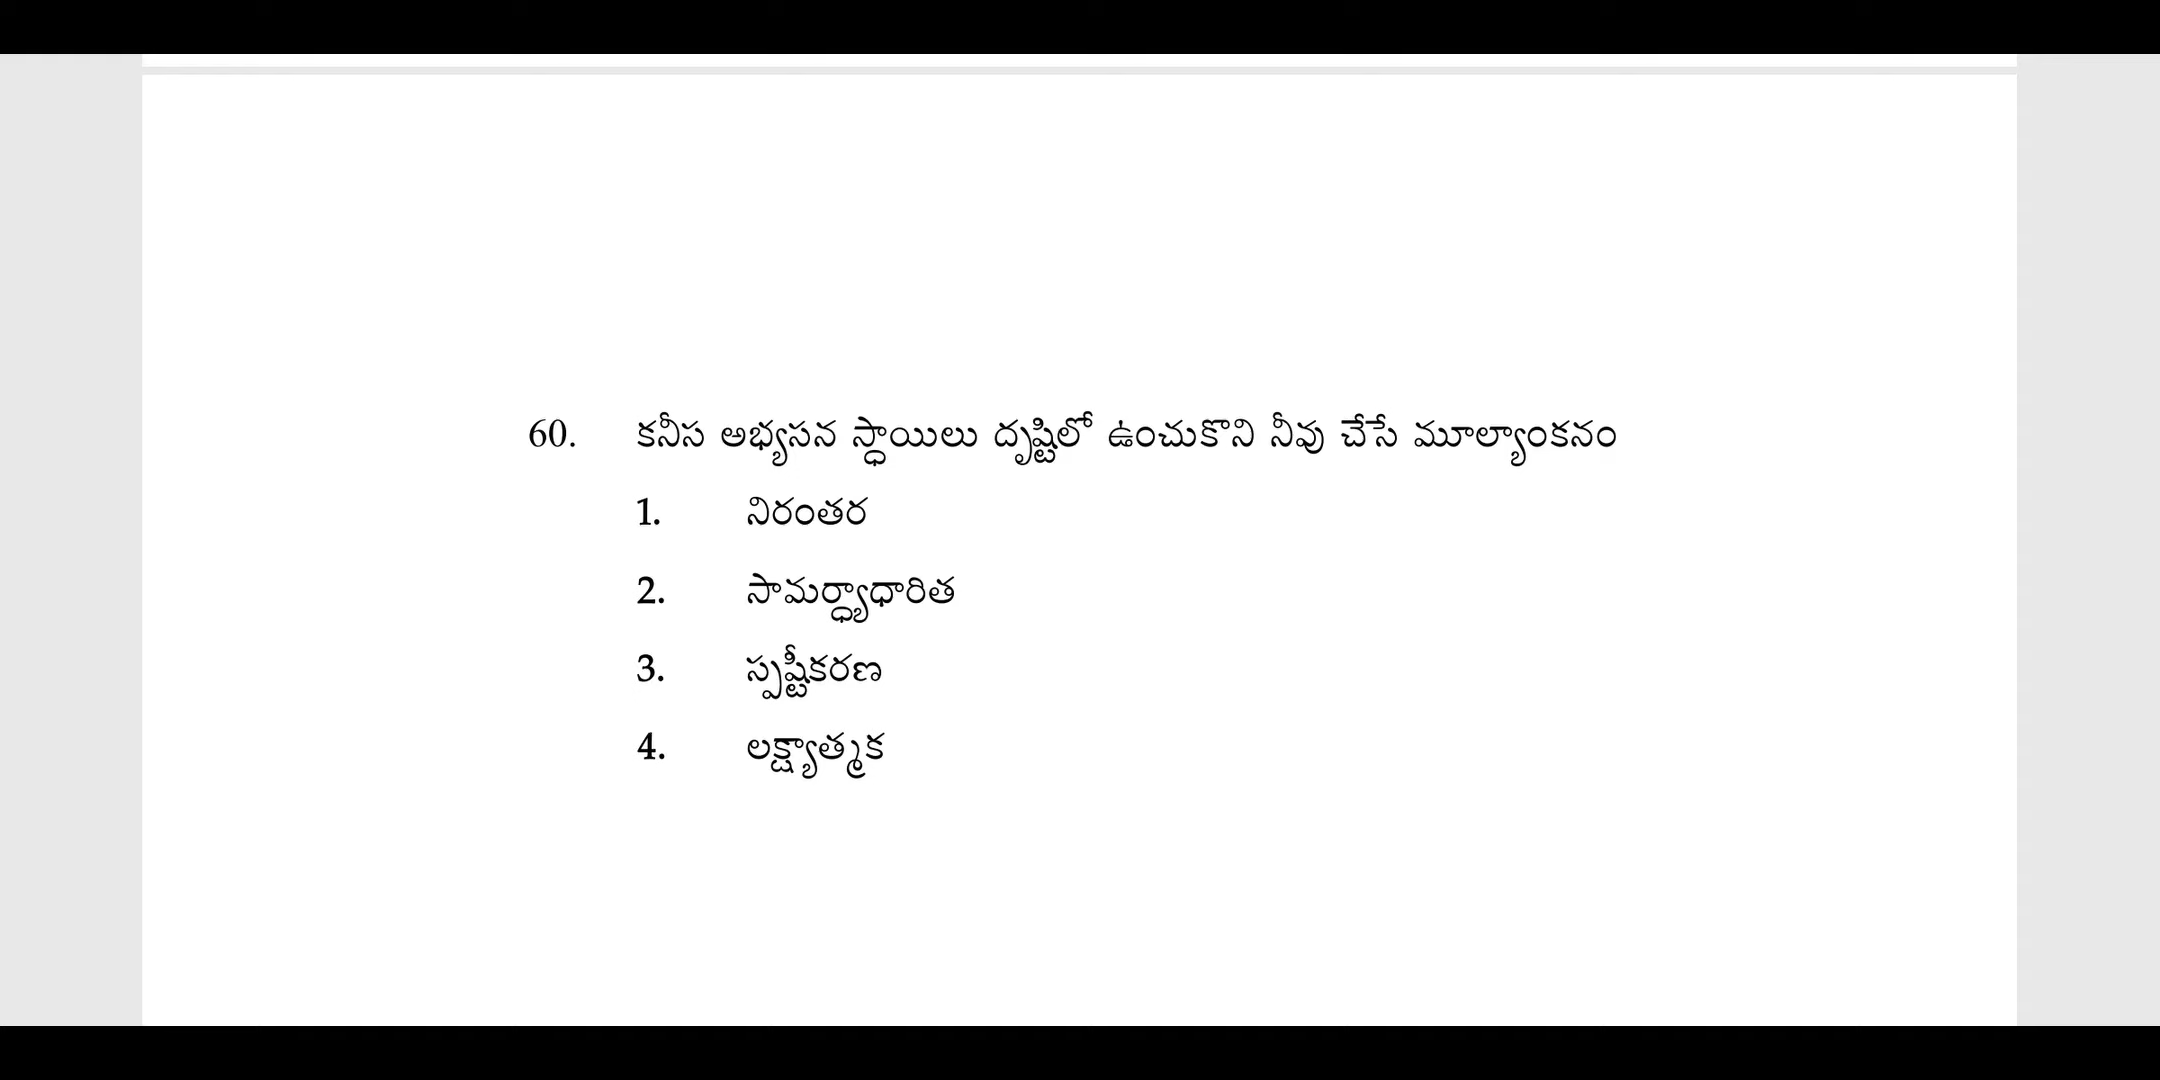 60. కనీస అభ్యసన స్ధాయిలు దృష్టిలో ఉంచుకొని నీవు చేసే మూల్యాంకనం
1. నిరంతర
2. సామర్ధ్యాధారిత
3. స్పష్టీకరణ
4. లక్ష్యాత్మక